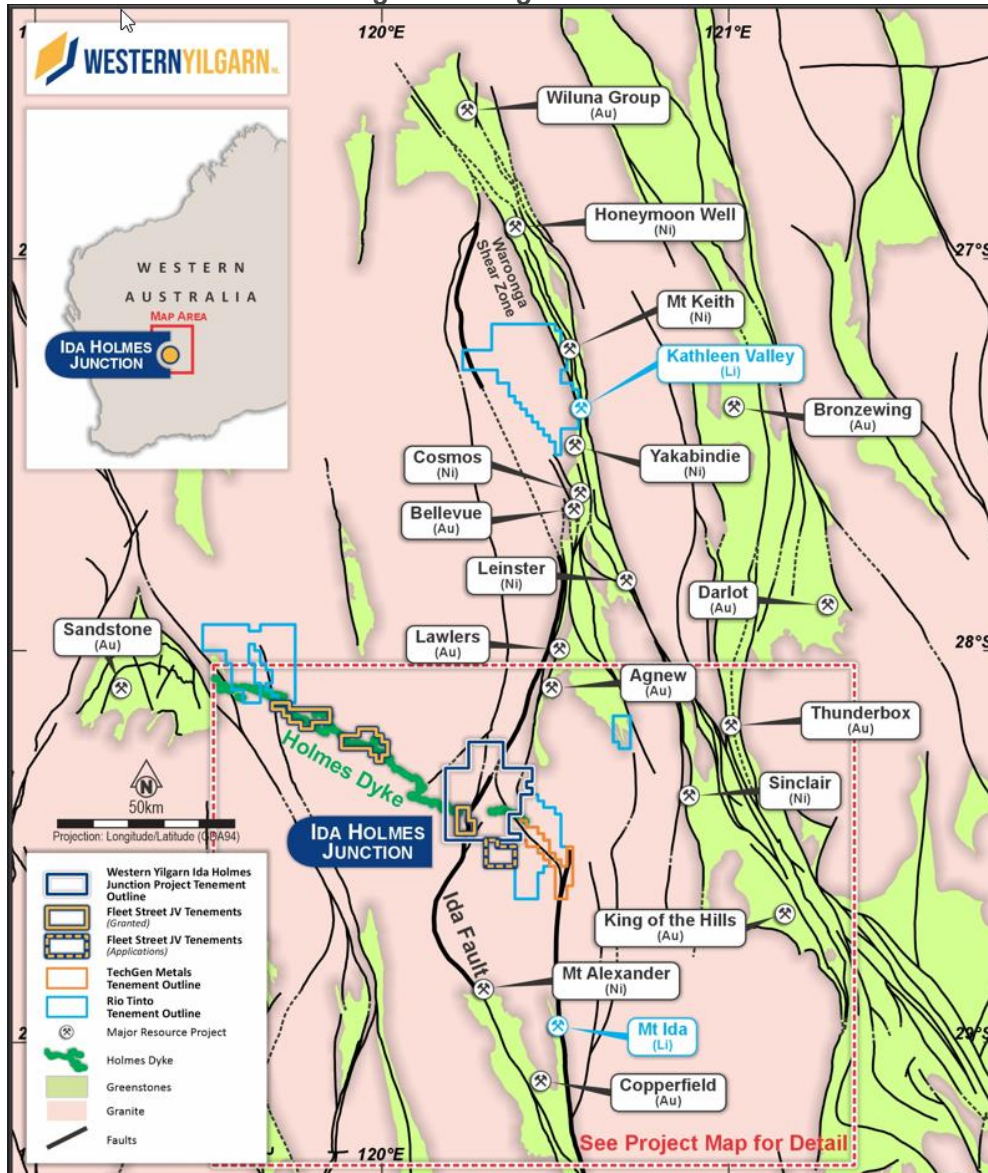 120°E
121°E
WESTERNYILGARN NL
WESTERN
AUSTRALIA
MAP AREA
IDA HOLMES
JUNCTION
Wiluna Group
(Au)
Honeymoon Well
(Ni)
Waroonga
Shear Zone
27°S
Mt Keith
(Ni)
Kathleen Valley
(Li)
Bronzewing
(Au)
Yakabindie
(Ni)
Cosmos
(Ni)
Bellevue
(Au)
Leinster
(Ni)
Darlot
(Au)
Sandstone
(Au)
Lawlers
(Au)
28°S
Agnew
(Au)
Thunderbox
(Au)
Holmes Dyke
Sinclair
(Ni)
N
50km
Projection: Longitude/Latitude (GDA94)
IDA HOLMES
JUNCTION
Ida Fault
King of the Hills
(Au)
Mt Alexander
(Ni)
Mt Ida
(Li)
29°S
Copperfield
(Au)
See Project Map for Detail
120°E
Western Yilgarn Ida Holmes
Junction Project Tenement
Outline
Fleet Street JV Tenements
(Granted)
Fleet Street JV Tenements
(Applications)
TechGen Metals
Tenement Outline
Rio Tinto
Tenement Outline
Major Resource Project
Holmes Dyke
Greenstones
Granite
Faults